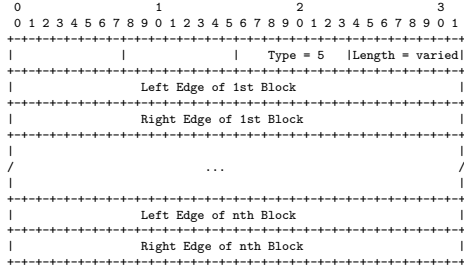 0                   1                   2                   3
0 1 2 3 4 5 6 7 8 9 0 1 2 3 4 5 6 7 8 9 0 1 2 3 4 5 6 7 8 9 0 1
+-+-+-+-+-+-+-+-+-+-+-+-+-+-+-+-+-+-+-+-+-+-+-+-+-+-+-+-+-+-+-+-+
|               |               |    Type = 5   |Length = varied|
+-+-+-+-+-+-+-+-+-+-+-+-+-+-+-+-+-+-+-+-+-+-+-+-+-+-+-+-+-+-+-+-+
|                  Left Edge of 1st Block                       |
+-+-+-+-+-+-+-+-+-+-+-+-+-+-+-+-+-+-+-+-+-+-+-+-+-+-+-+-+-+-+-+-+
|                  Right Edge of 1st Block                      |
+-+-+-+-+-+-+-+-+-+-+-+-+-+-+-+-+-+-+-+-+-+-+-+-+-+-+-+-+-+-+-+-+
|                                                               |
/                            ...                                /
|                                                               |
+-+-+-+-+-+-+-+-+-+-+-+-+-+-+-+-+-+-+-+-+-+-+-+-+-+-+-+-+-+-+-+-+
|                  Left Edge of nth Block                       |
+-+-+-+-+-+-+-+-+-+-+-+-+-+-+-+-+-+-+-+-+-+-+-+-+-+-+-+-+-+-+-+-+
|                  Right Edge of nth Block                      |
+-+-+-+-+-+-+-+-+-+-+-+-+-+-+-+-+-+-+-+-+-+-+-+-+-+-+-+-+-+-+-+-+